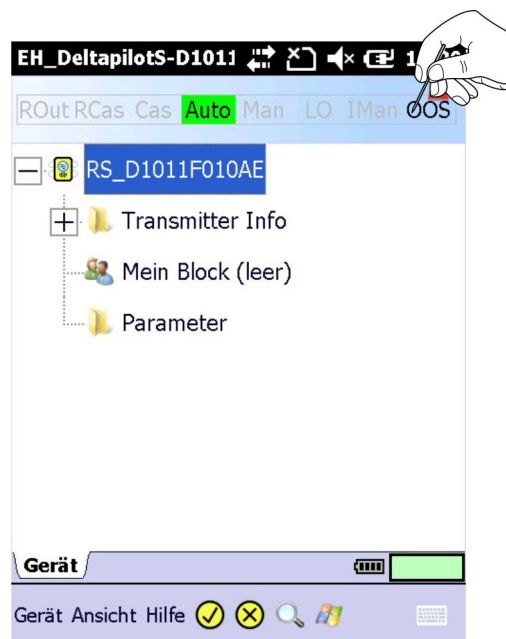 EH_DeltapilotS-D1011
ROut RCas Cas Auto Man LO IMan OOS
RS_D1011F010AE
Transmitter Info
Mein Block (leer)
Parameter
Gerät
Gerät Ansicht Hilfe